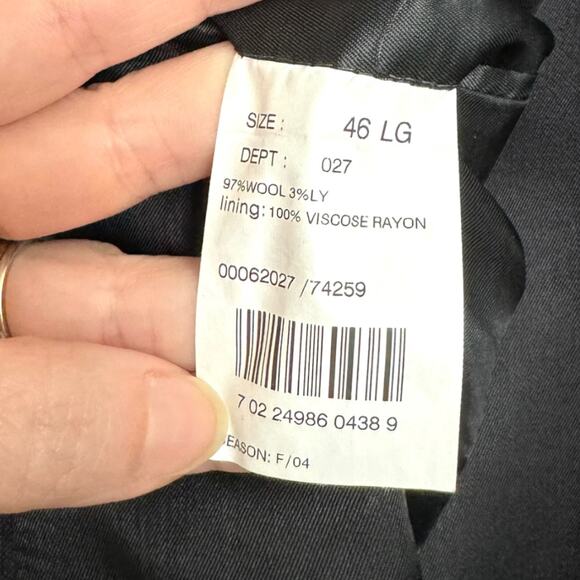 SIZE : 46 LG
DEPT : 027
97%WOOL 3%LY
lining: 100% VISCOSE RAYON
00062027 /74259
7 02 24986 0438 9
EASON: F/04